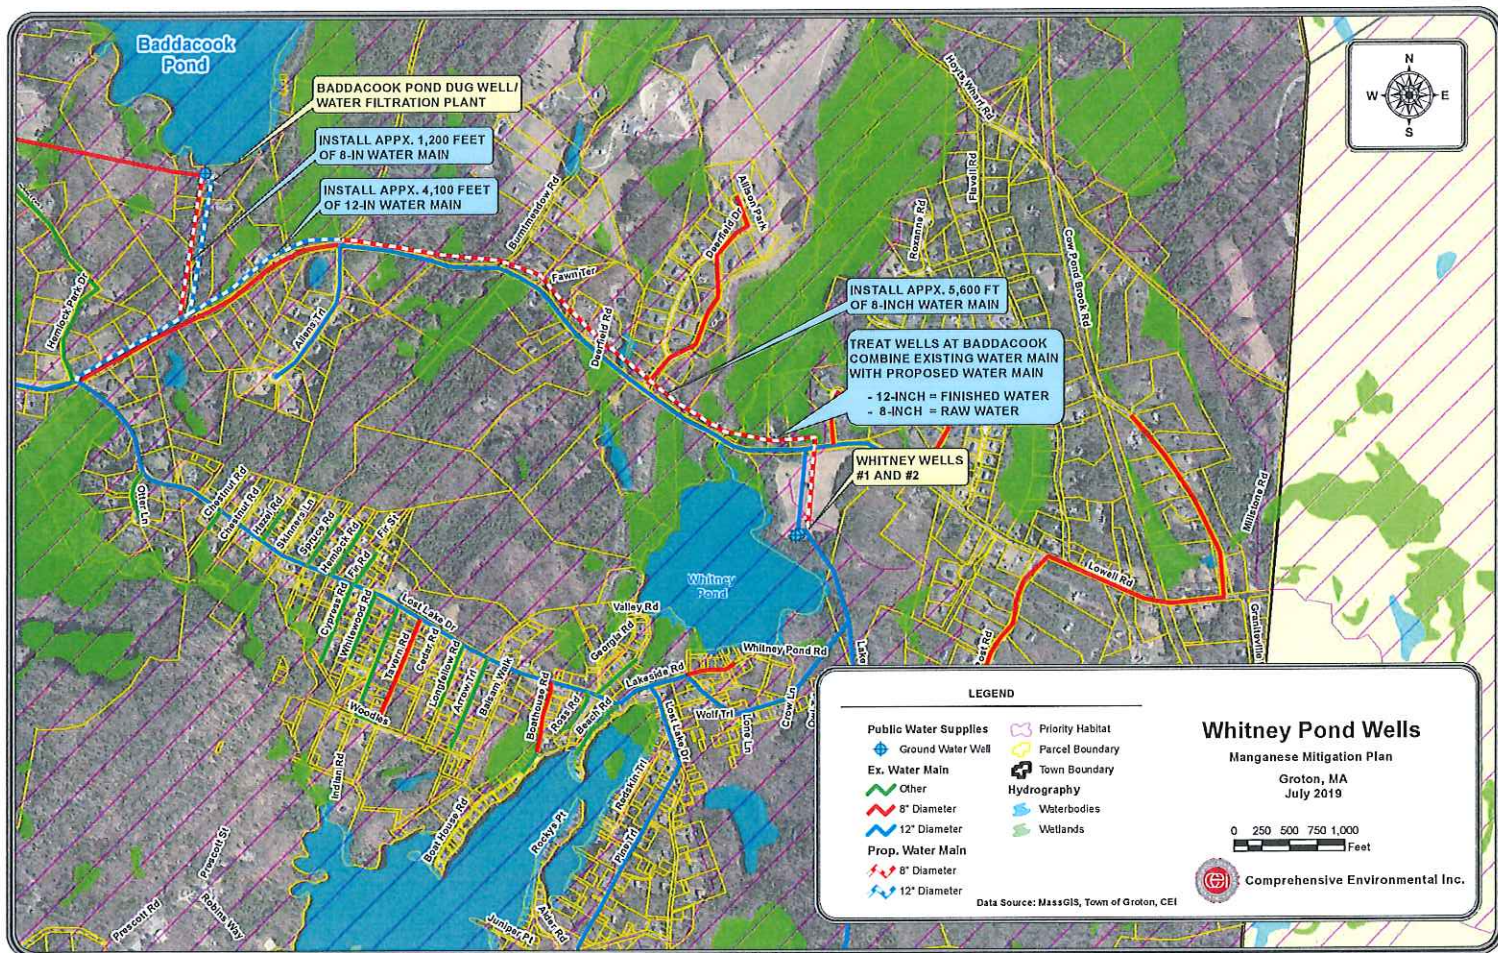 Baddacook
Pond
BADDACOOK POND DUG WELL/
WATER FILTRATION PLANT
INSTALL APPX. 1,200 FEET
OF 8-IN WATER MAIN
INSTALL APPX. 4,100 FEET
OF 12-IN WATER MAIN
N
W E
S
Hoyts Wharf Rd
Flavell Rd
Roxanne Rd
Cow Pond Brook Rd
Burntmeadow Rd
Allison Park
Deerfield Dr
Fawn Ter
Deerfield Rd
Hemlock Park Dr
Allens Trl
INSTALL APPX. 5,600 FT
OF 8-INCH WATER MAIN
TREAT WELLS AT BADDACOOK
COMBINE EXISTING WATER MAIN
WITH PROPOSED WATER MAIN
- 12-INCH = FINISHED WATER
- 8-INCH = RAW WATER
WHITNEY WELLS
#1 AND #2
Millstone Rd
Lowell Rd
Graniteville
ost Rd
Otter Ln
Chestnut Rd
Chestnut Rd
Hazel Rd
Skinners Ln
Spruce Rd
Hemlock Rd
Fir Rd
Fir St
Cypress Rd
Whitewood Rd
Lost Lake Dr
Tavern Rd
Cedar Rd
Longfellow Rd
Arrow Trl
Balsam Walk
Woodies
Boathouse Rd
Ross Rd
Beach Rd
Georgia Rd
Valley Rd
Lakeside Rd
Whitney
Pond
Whitney Pond Rd
Wolf Trl
Lone Ln
Crow Ln
Lake
Lost Lake Dr
Redskin Trl
Pine Trl
Rockys Pt
Boat House Rd
Indian Rd
Prescott St
Prescott Rd
Robins Way
Juniper Pt
Alder Rd
LEGEND
Public Water Supplies
Ground Water Well
Ex. Water Main
Other
8" Diameter
12" Diameter
Prop. Water Main
8" Diameter
12" Diameter
Priority Habitat
Parcel Boundary
Town Boundary
Hydrography
Waterbodies
Wetlands
Data Source: MassGIS, Town of Groton, CEI
Whitney Pond Wells
Manganese Mitigation Plan
Groton, MA
July 2019
0 250 500 750 1,000
Feet
CEI
Comprehensive Environmental Inc.